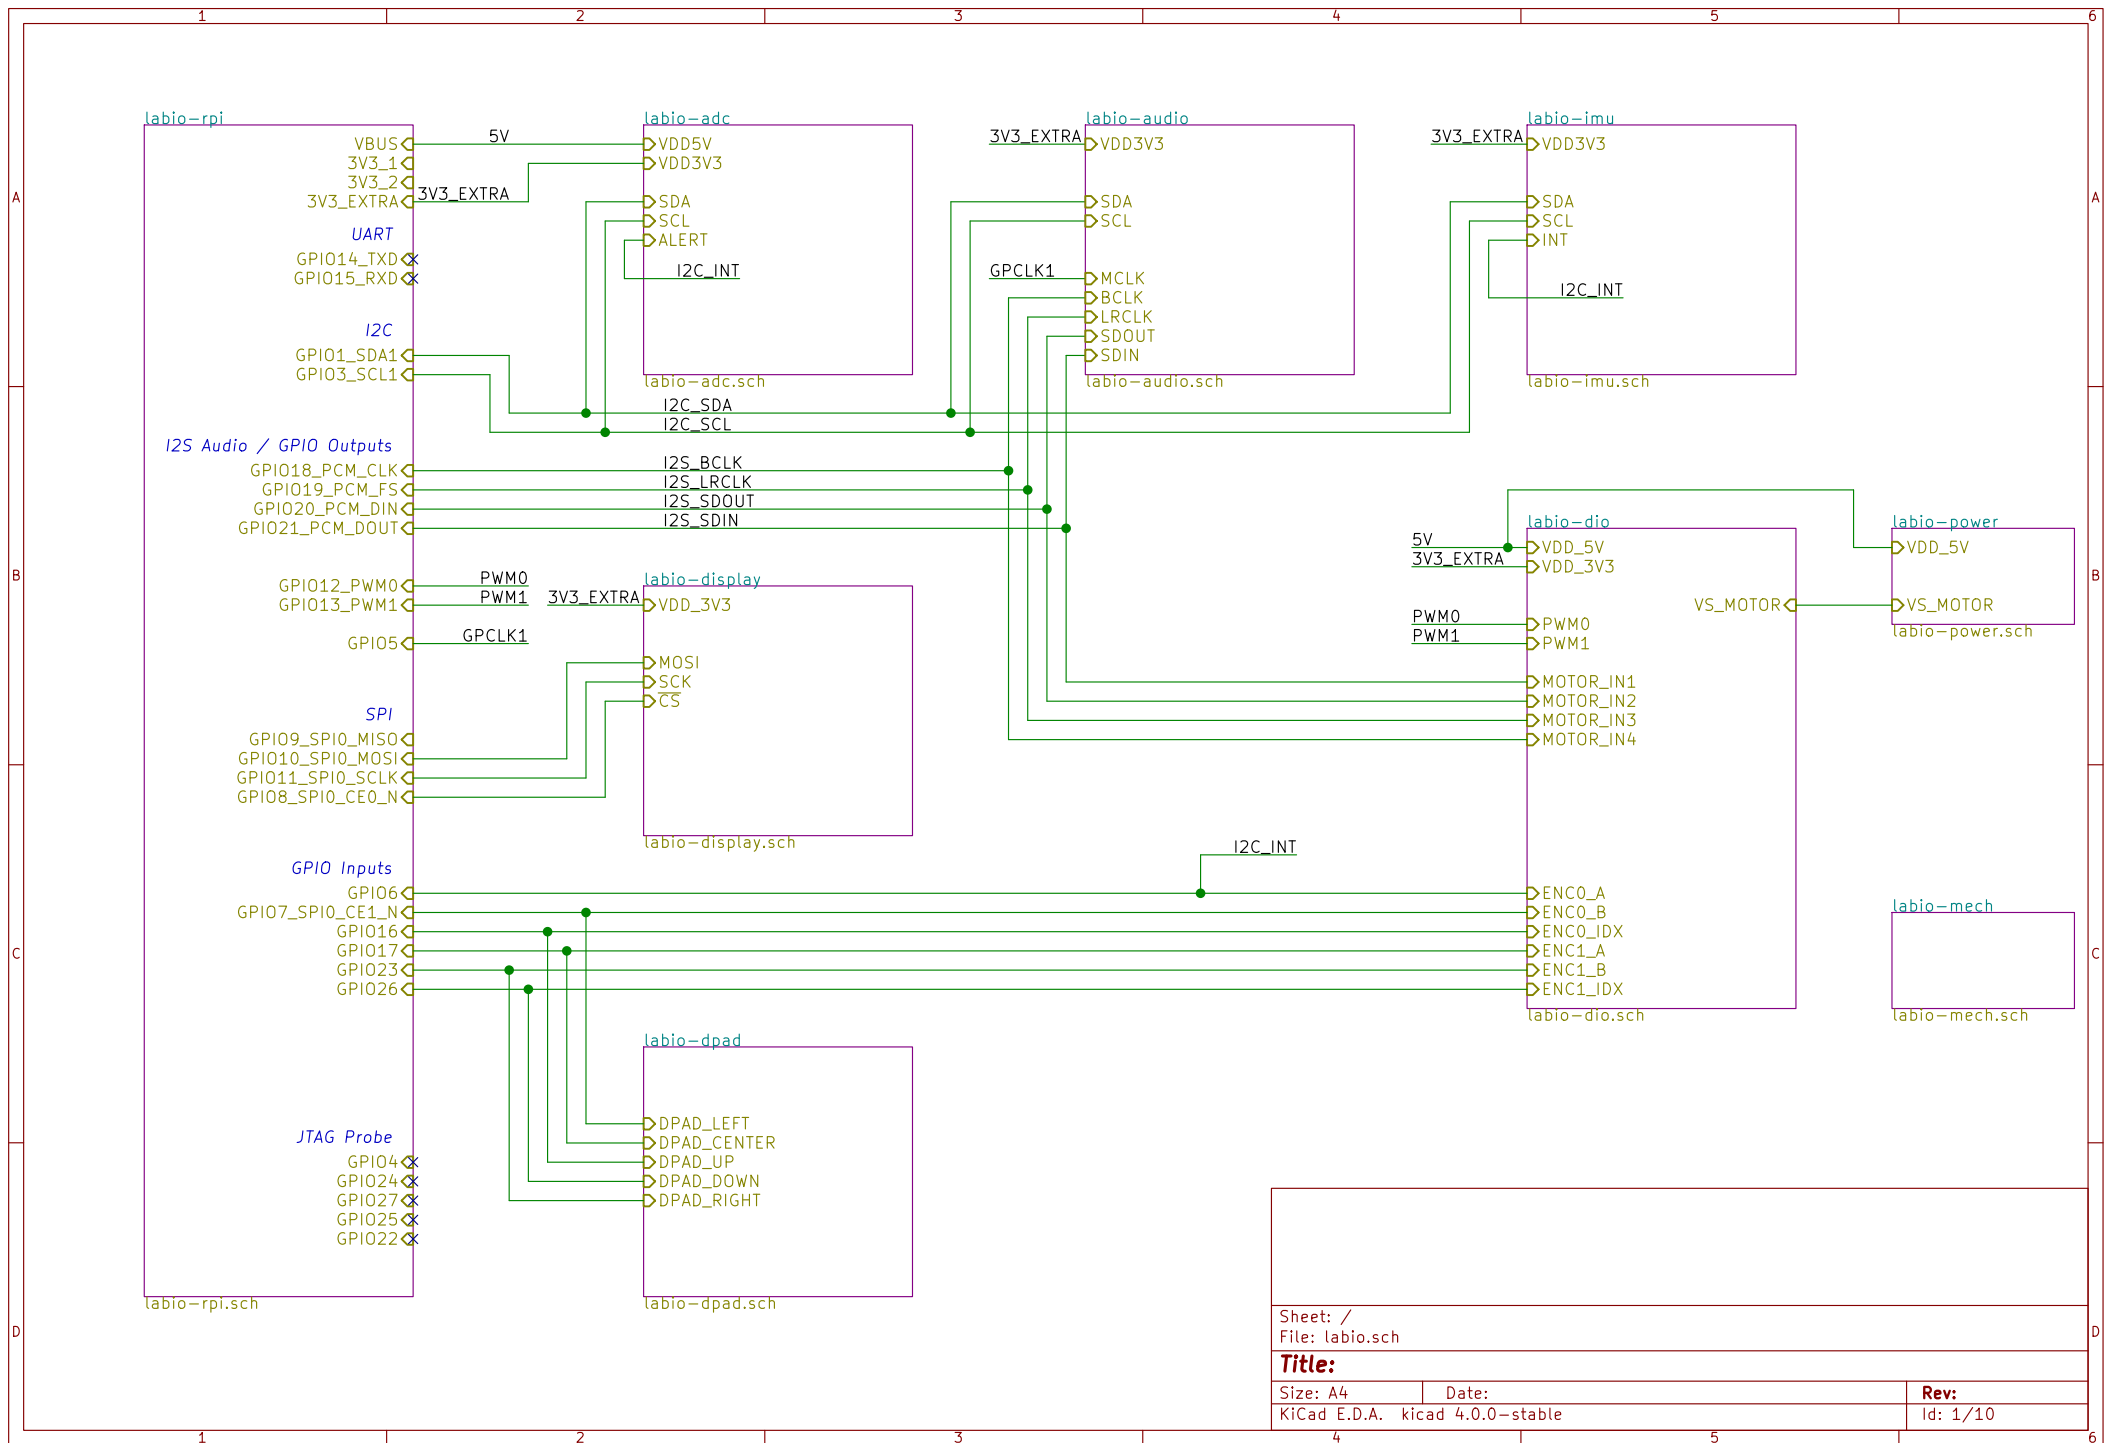 1 2 3 4 5 6
A
B
C
D
labio-rpi
VBUS
3V3_1
3V3_2
3V3_EXTRA
UART
GPIO14_TXD
GPIO15_RXD
I2C
GPIO1_SDA1
GPIO3_SCL1
I2S Audio / GPIO Outputs
GPIO18_PCM_CLK
GPIO19_PCM_FS
GPIO20_PCM_DIN
GPIO21_PCM_DOUT
GPIO12_PWM0
GPIO13_PWM1
GPIO5
SPI
GPIO9_SPI0_MISO
GPIO10_SPI0_MOSI
GPIO11_SPI0_SCLK
GPIO8_SPI0_CE0_N
GPIO Inputs
GPIO6
GPIO7_SPI0_CE1_N
GPIO16
GPIO17
GPIO23
GPIO26
JTAG Probe
GPIO4
GPIO24
GPIO27
GPIO25
GPIO22
labio-rpi.sch
5V
3V3_EXTRA
labio-adc
VDD5V
VDD3V3
SDA
SCL
ALERT
I2C_INT
labio-adc.sch
I2C_SDA
I2C_SCL
I2S_BCLK
I2S_LRCLK
I2S_SDOUT
I2S_SDIN
PWM0
PWM1
GPCLK1
3V3_EXTRA
labio-display
VDD_3V3
MOSI
SCK
CS
labio-display.sch
labio-dpad
DPAD_LEFT
DPAD_CENTER
DPAD_UP
DPAD_DOWN
DPAD_RIGHT
labio-dpad.sch
labio-audio
3V3_EXTRA
VDD3V3
SDA
SCL
GPCLK1
MCLK
BCLK
LRCLK
SDOUT
SDIN
labio-audio.sch
labio-imu
3V3_EXTRA
VDD3V3
SDA
SCL
INT
I2C_INT
labio-imu.sch
labio-dio
5V
VDD_5V
3V3_EXTRA
VDD_3V3
VS_MOTOR
PWM0
PWM0
PWM1
PWM1
MOTOR_IN1
MOTOR_IN2
MOTOR_IN3
MOTOR_IN4
I2C_INT
ENC0_A
ENC0_B
ENC0_IDX
ENC1_A
ENC1_B
ENC1_IDX
labio-dio.sch
labio-power
VDD_5V
VS_MOTOR
labio-power.sch
labio-mech
labio-mech.sch
A
B
C
D
Sheet: /
File: labio.sch
Title:
Size: A4 Date: Rev:
KiCad E.D.A. kicad 4.0.0-stable Id: 1/10
1 2 3 4 5 6